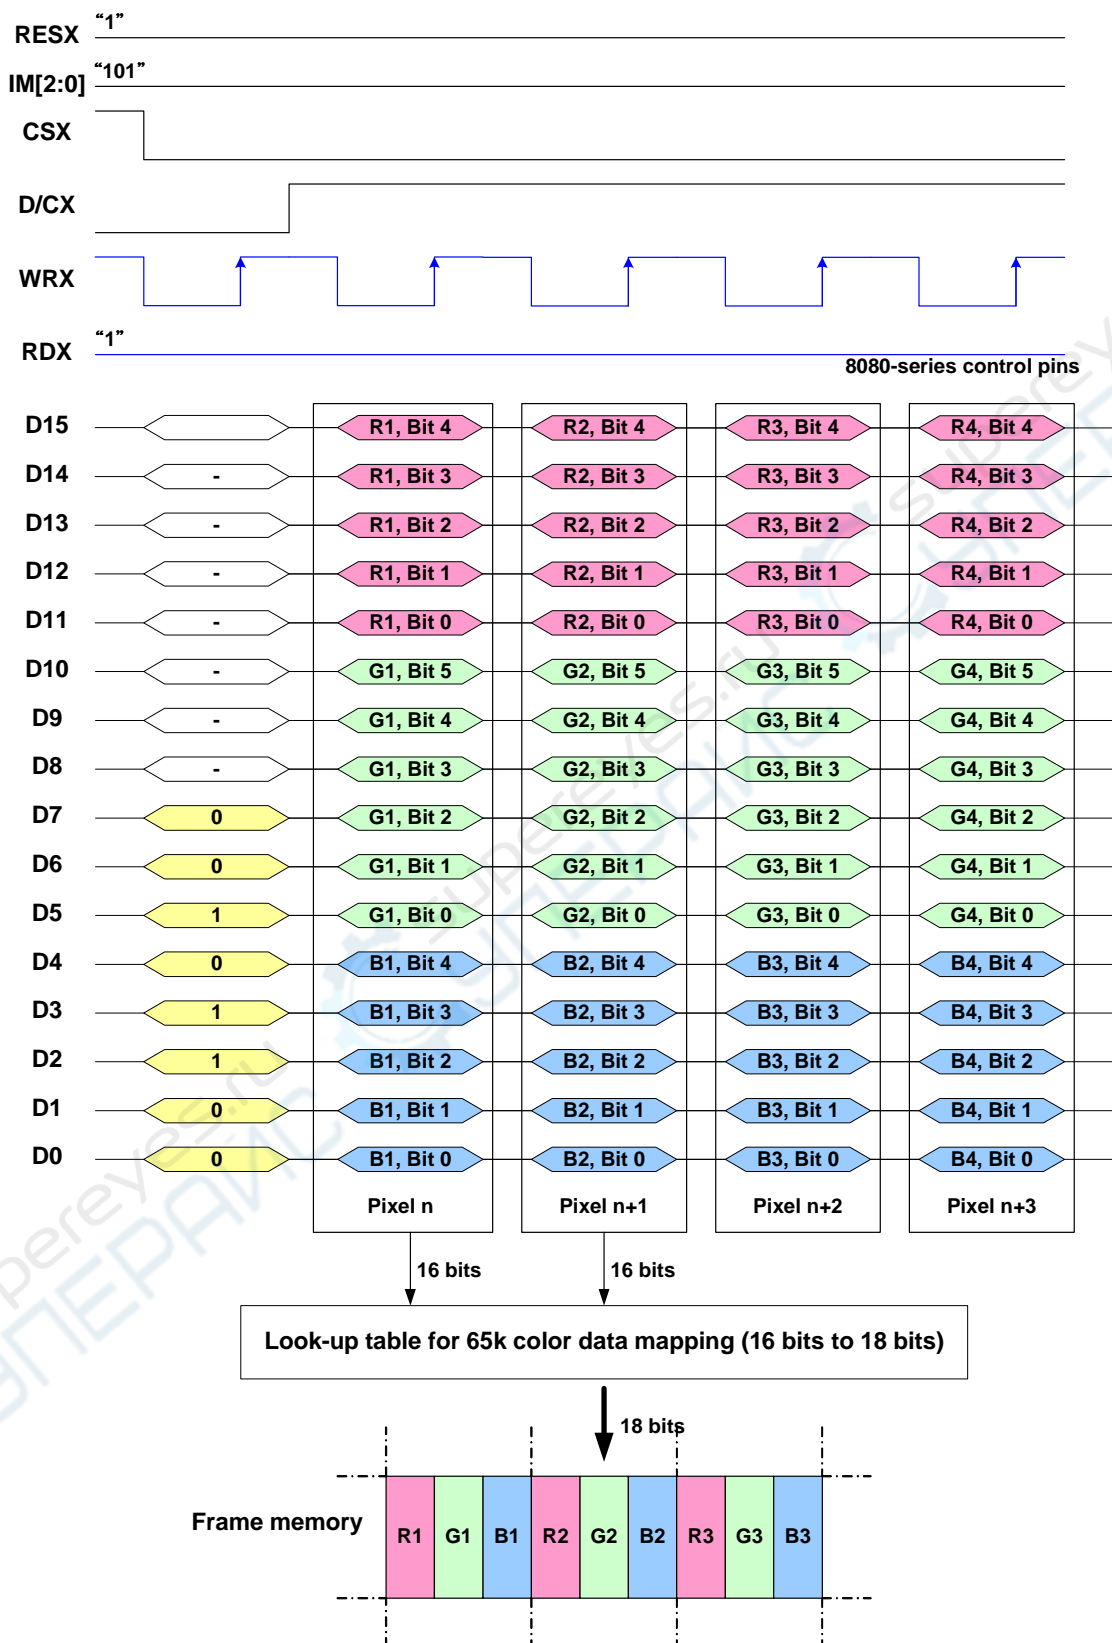 RESX "1"
IM[2:0] "101"
CSX
D/CX
WRX
RDX "1"
8080-series control pins
D15 R1, Bit 4 R2, Bit 4 R3, Bit 4 R4, Bit 4
D14 - R1, Bit 3 R2, Bit 3 R3, Bit 3 R4, Bit 3
D13 - R1, Bit 2 R2, Bit 2 R3, Bit 2 R4, Bit 2
D12 - R1, Bit 1 R2, Bit 1 R3, Bit 1 R4, Bit 1
D11 - R1, Bit 0 R2, Bit 0 R3, Bit 0 R4, Bit 0
D10 - G1, Bit 5 G2, Bit 5 G3, Bit 5 G4, Bit 5
D9 - G1, Bit 4 G2, Bit 4 G3, Bit 4 G4, Bit 4
D8 - G1, Bit 3 G2, Bit 3 G3, Bit 3 G4, Bit 3
D7 0 G1, Bit 2 G2, Bit 2 G3, Bit 2 G4, Bit 2
D6 0 G1, Bit 1 G2, Bit 1 G3, Bit 1 G4, Bit 1
D5 1 G1, Bit 0 G2, Bit 0 G3, Bit 0 G4, Bit 0
D4 0 B1, Bit 4 B2, Bit 4 B3, Bit 4 B4, Bit 4
D3 1 B1, Bit 3 B2, Bit 3 B3, Bit 3 B4, Bit 3
D2 1 B1, Bit 2 B2, Bit 2 B3, Bit 2 B4, Bit 2
D1 0 B1, Bit 1 B2, Bit 1 B3, Bit 1 B4, Bit 1
D0 0 B1, Bit 0 B2, Bit 0 B3, Bit 0 B4, Bit 0
Pixel n Pixel n+1 Pixel n+2 Pixel n+3
16 bits 16 bits
Look-up table for 65k color data mapping (16 bits to 18 bits)
18 bits
Frame memory R1 G1 B1 R2 G2 B2 R3 G3 B3
supereyes.ru
СУПЕРАЙС